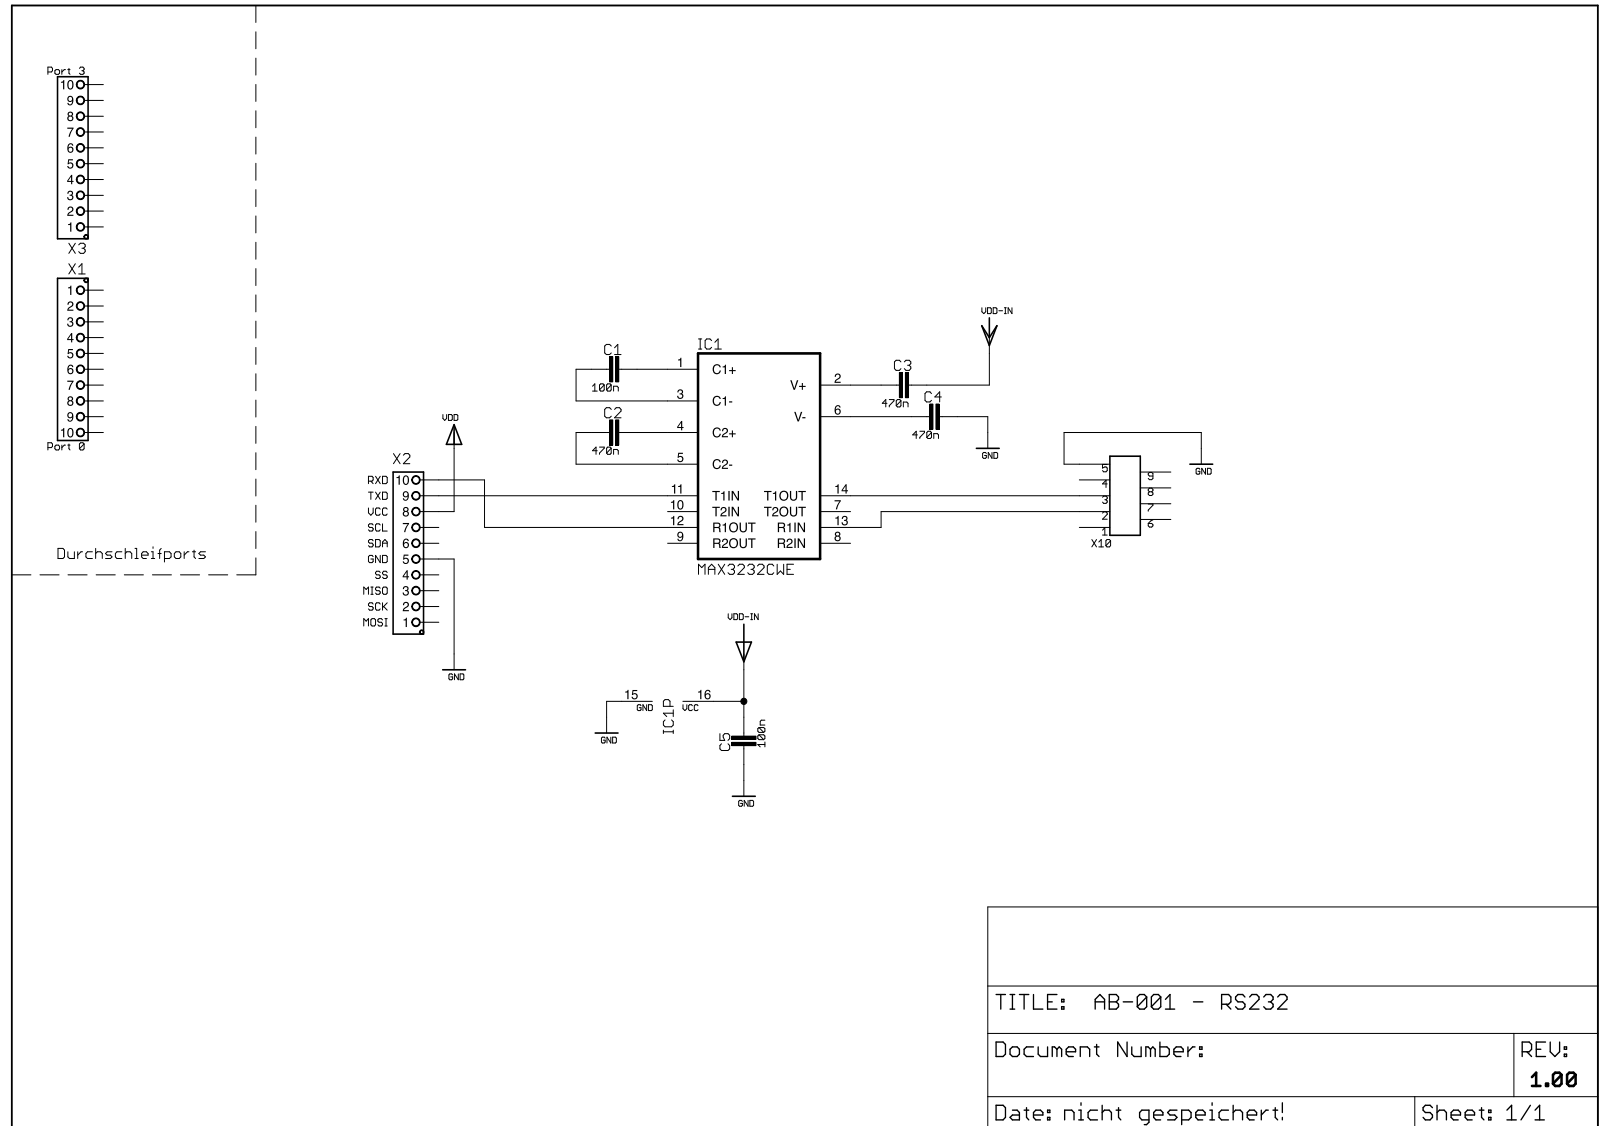 Port 3
10
9
8
7
6
5
4
3
2
1
X3
X1
1
2
3
4
5
6
7
8
9
10
Port 0
Durchschleifports
VDD
X2
RXD 10
TXD 9
VCC 8
SCL 7
SDA 6
GND 5
SS 4
MISO 3
SCK 2
MOSI 1
GND
C1
100n
C2
470n
IC1
1 C1+
3 C1-
4 C2+
5 C2-
11 T1IN T1OUT 14
10 T2IN T2OUT 7
12 R1OUT R1IN 13
9 R2OUT R2IN 8
V+ 2
V- 6
MAX3232CWE
VDD-IN
C3
470n
C4
470n
GND
GND
5
4
3
2
1
9
8
7
6
X10
VDD-IN
15
GND
IC1P
16
VCC
GND
C5
100n
GND
TITLE: AB-001 - RS232
Document Number:
REV:
1.00
Date: nicht gespeichert!
Sheet: 1/1